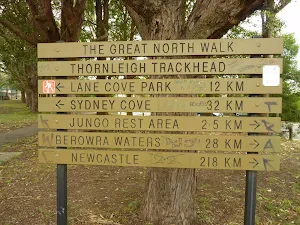 THE GREAT NORTH WALK
THORNLEIGH TRACKHEAD
← LANE COVE PARK 12 KM
← SYDNEY COVE 32 KM
JUNGO REST AREA 2·5 KM →
BEROWRA WATERS 28 KM →
NEWCASTLE 218 KM →